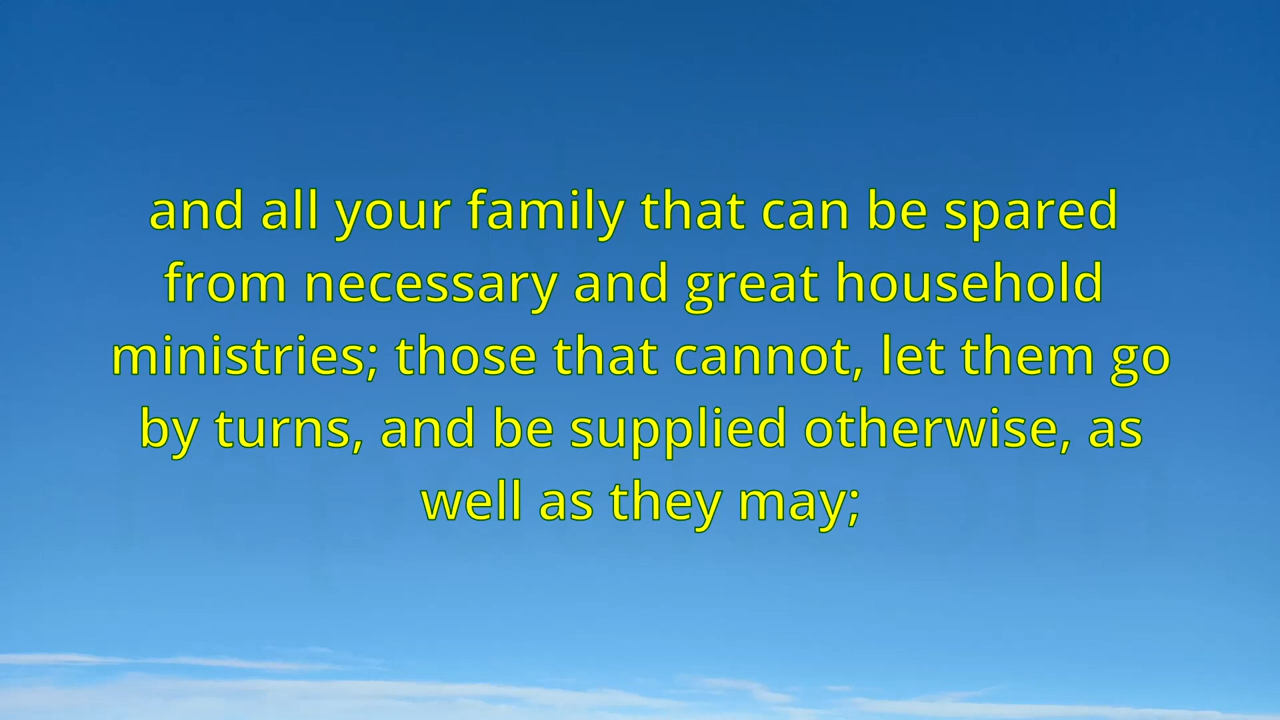 and all your family that can be spared
from necessary and great household
ministries; those that cannot, let them go
by turns, and be supplied otherwise, as
well as they may;